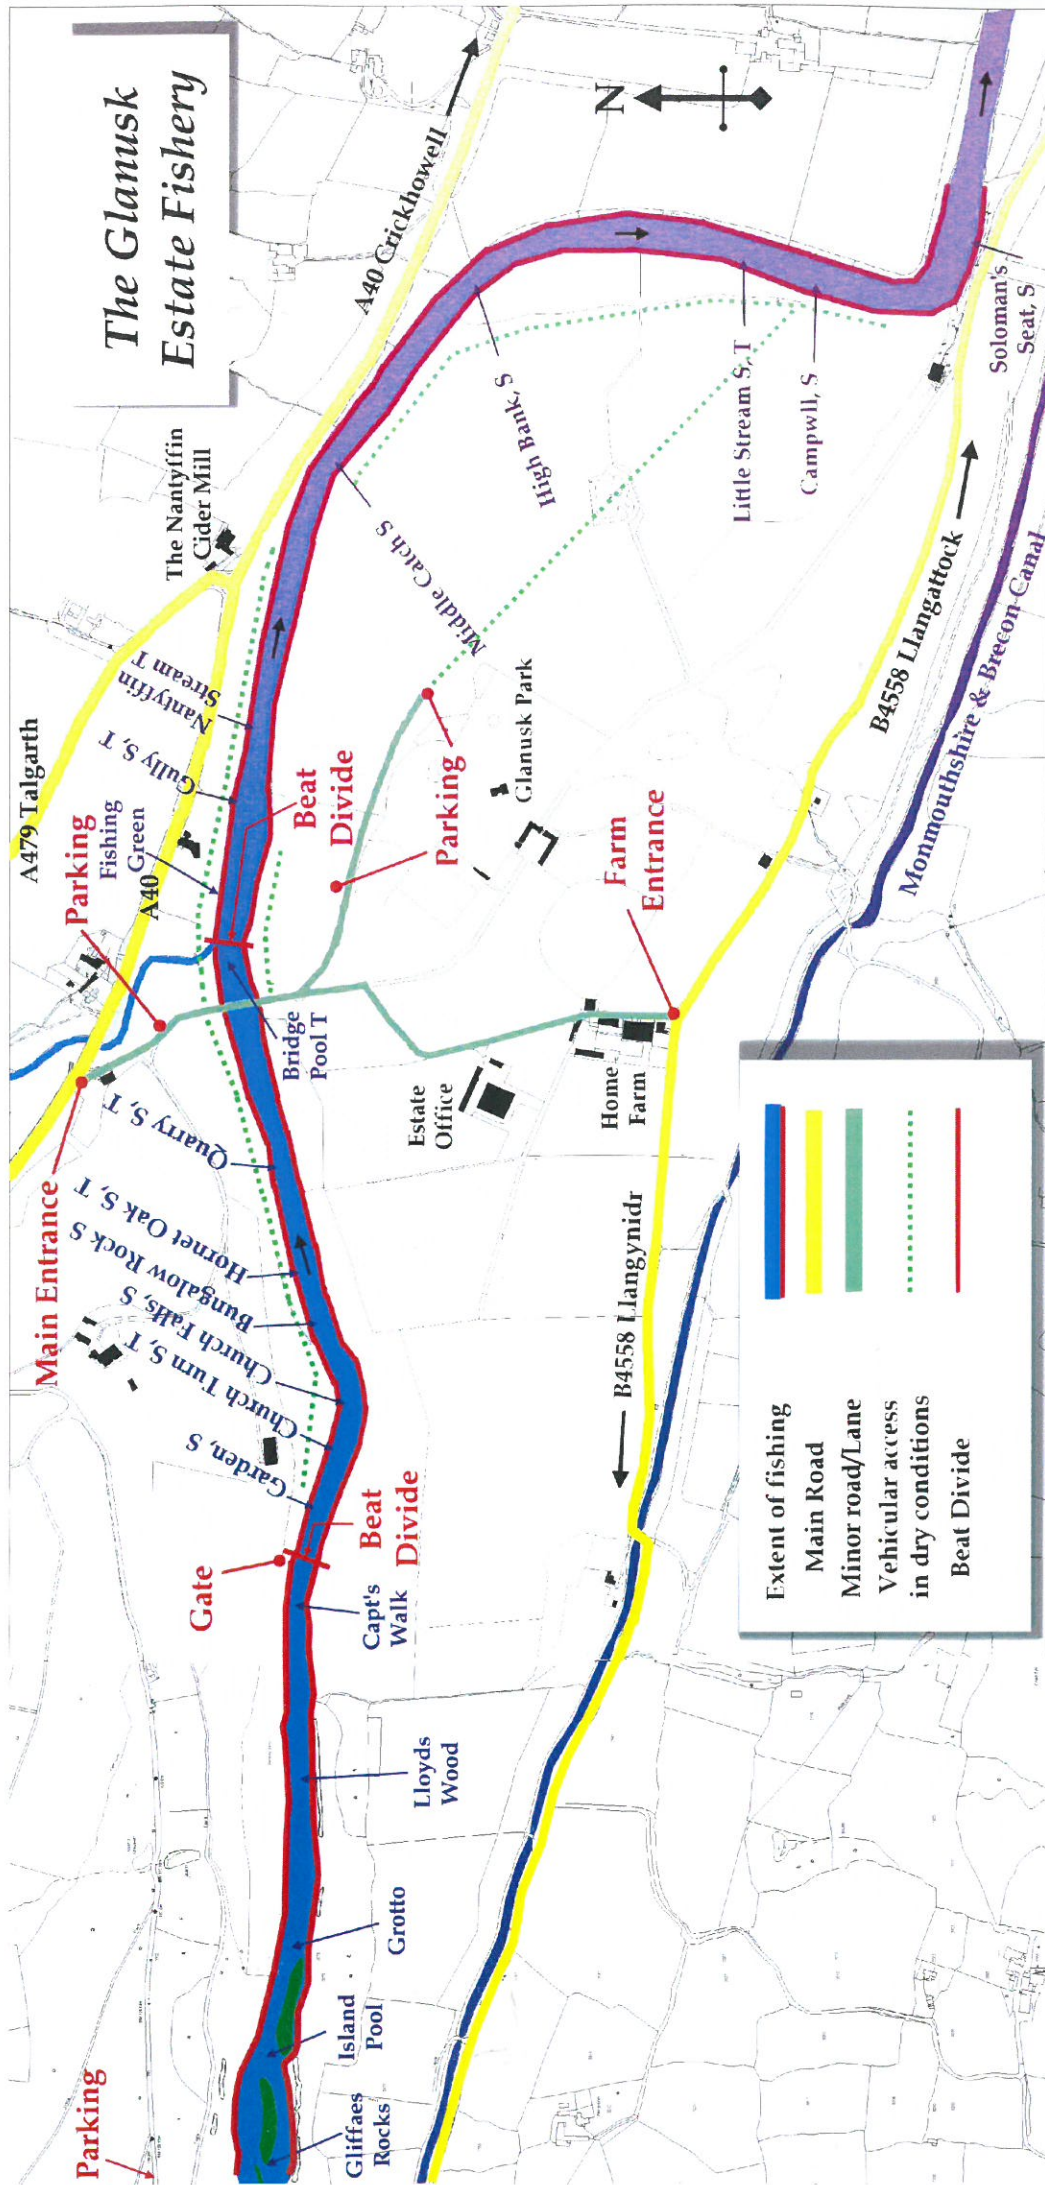 The Glanusk
Estate Fishery
A479 Talgarth
A40
A40 Crickhowell
N
The Nantyffin
Cider Mill
Main Entrance
Parking
Fishing
Green
Gully S, T
Nantyffin
Stream T
Middle Catch S
High Bank, S
Little Stream S, T
Campwll, S
Soloman's
Seat, S
Beat
Divide
Parking
Glanusk Park
Farm
Entrance
Bridge
Pool T
Estate
Office
Home
Farm
Quarry S, T
Hornet Oak S, T
Bungalow Rock S
Church Falls, S
Church Turn S, T
Garden, S
Gate
Beat
Divide
Capt's
Walk
Lloyds
Wood
Grotto
Island
Pool
Gliffaes
Rocks
Parking
B4558 Llangynidr
B4558 Llangattock
Monmouthshire & Brecon Canal
Extent of fishing
Main Road
Minor road/Lane
Vehicular access
in dry conditions
Beat Divide